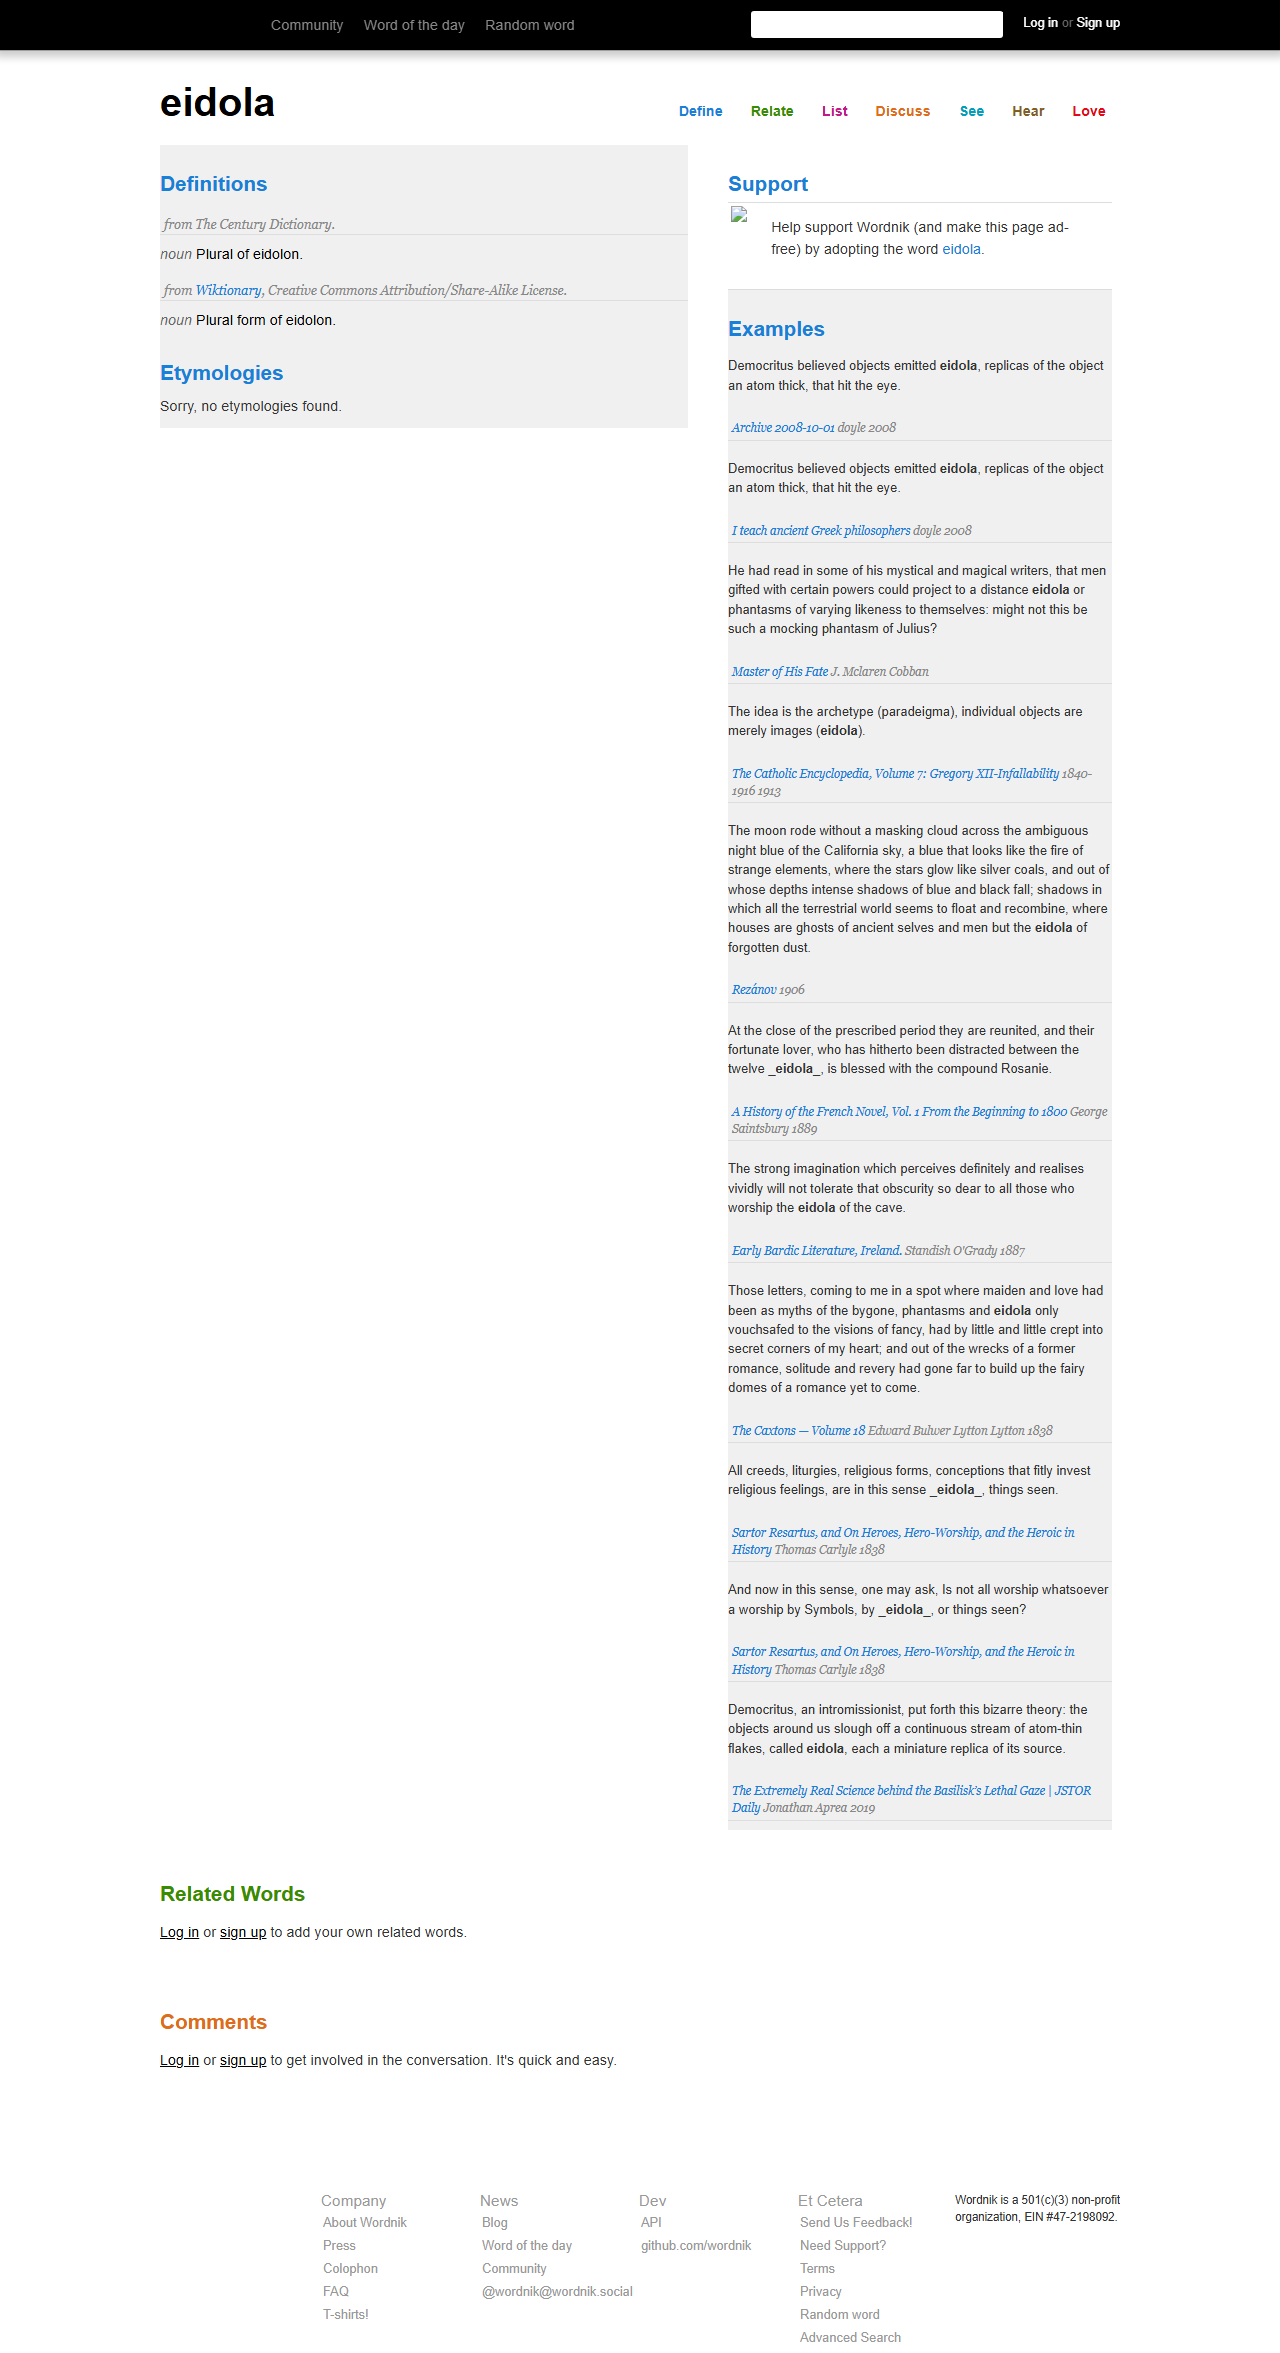 Community Word of the day Random word
Log in or Sign up
eidola
Define Relate List Discuss See Hear Love
Definitions
from The Century Dictionary.
noun Plural of eidolon.
from Wiktionary, Creative Commons Attribution/Share-Alike License.
noun Plural form of eidolon.
Etymologies
Sorry, no etymologies found.
Support
Help support Wordnik (and make this page ad-
free) by adopting the word eidola.
Examples
Democritus believed objects emitted eidola, replicas of the object
an atom thick, that hit the eye.
Archive 2008-10-01 doyle 2008
Democritus believed objects emitted eidola, replicas of the object
an atom thick, that hit the eye.
I teach ancient Greek philosophers doyle 2008
He had read in some of his mystical and magical writers, that men
gifted with certain powers could project to a distance eidola or
phantasms of varying likeness to themselves: might not this be
such a mocking phantasm of Julius?
Master of His Fate J. Mclaren Cobban
The idea is the archetype (paradeigma), individual objects are
merely images (eidola).
The Catholic Encyclopedia, Volume 7: Gregory XII-Infallability 1840-
1916 1913
The moon rode without a masking cloud across the ambiguous
night blue of the California sky, a blue that looks like the fire of
strange elements, where the stars glow like silver coals, and out of
whose depths intense shadows of blue and black fall; shadows in
which all the terrestrial world seems to float and recombine, where
houses are ghosts of ancient selves and men but the eidola of
forgotten dust.
Rezánov 1906
At the close of the prescribed period they are reunited, and their
fortunate lover, who has hitherto been distracted between the
twelve _eidola_, is blessed with the compound Rosanie.
A History of the French Novel, Vol. 1 From the Beginning to 1800 George
Saintsbury 1889
The strong imagination which perceives definitely and realises
vividly will not tolerate that obscurity so dear to all those who
worship the eidola of the cave.
Early Bardic Literature, Ireland. Standish O'Grady 1887
Those letters, coming to me in a spot where maiden and love had
been as myths of the bygone, phantasms and eidola only
vouchsafed to the visions of fancy, had by little and little crept into
secret corners of my heart; and out of the wrecks of a former
romance, solitude and revery had gone far to build up the fairy
domes of a romance yet to come.
The Caxtons — Volume 18 Edward Bulwer Lytton Lytton 1838
All creeds, liturgies, religious forms, conceptions that fitly invest
religious feelings, are in this sense _eidola_, things seen.
Sartor Resartus, and On Heroes, Hero-Worship, and the Heroic in
History Thomas Carlyle 1838
And now in this sense, one may ask, Is not all worship whatsoever
a worship by Symbols, by _eidola_, or things seen?
Sartor Resartus, and On Heroes, Hero-Worship, and the Heroic in
History Thomas Carlyle 1838
Democritus, an intromissionist, put forth this bizarre theory: the
objects around us slough off a continuous stream of atom-thin
flakes, called eidola, each a miniature replica of its source.
The Extremely Real Science behind the Basilisk’s Lethal Gaze | JSTOR
Daily Jonathan Aprea 2019
Related Words
Log in or sign up to add your own related words.
Comments
Log in or sign up to get involved in the conversation. It's quick and easy.
Company
About Wordnik
Press
Colophon
FAQ
T-shirts!
News
Blog
Word of the day
Community
@wordnik@wordnik.social
Dev
API
github.com/wordnik
Et Cetera
Send Us Feedback!
Need Support?
Terms
Privacy
Random word
Advanced Search
Wordnik is a 501(c)(3) non-profit
organization, EIN #47-2198092.